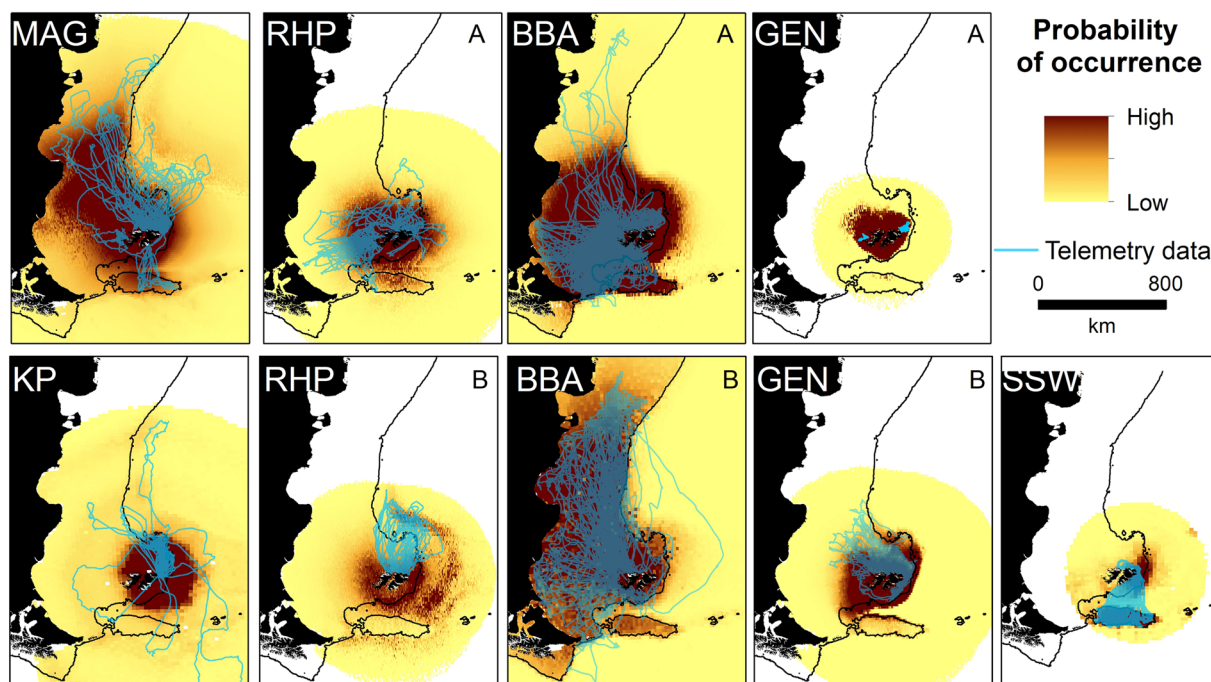 MAG
RHP A
BBA A
GEN A
Probability
of occurrence
High
Low
Telemetry data
0 800
km
KP
RHP B
BBA B
GEN B
SSW